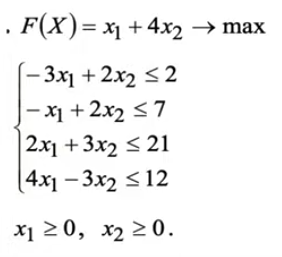 . F(X) = x₁ + 4x₂ → max
− 3x₁ + 2x₂ ≤ 2
− x₁ + 2x₂ ≤ 7
2x₁ + 3x₂ ≤ 21
4x₁ − 3x₂ ≤ 12
x₁ ≥ 0, x₂ ≥ 0.